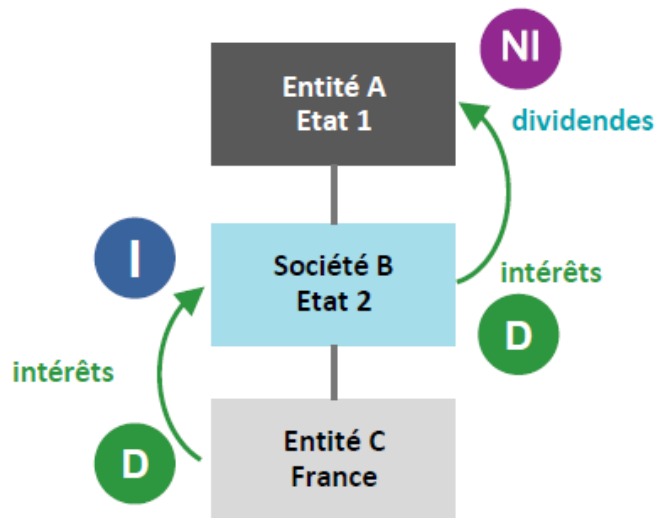 NI
Entité A
Etat 1
dividendes
I
Société B
Etat 2
intérêts
D
intérêts
D
Entité C
France